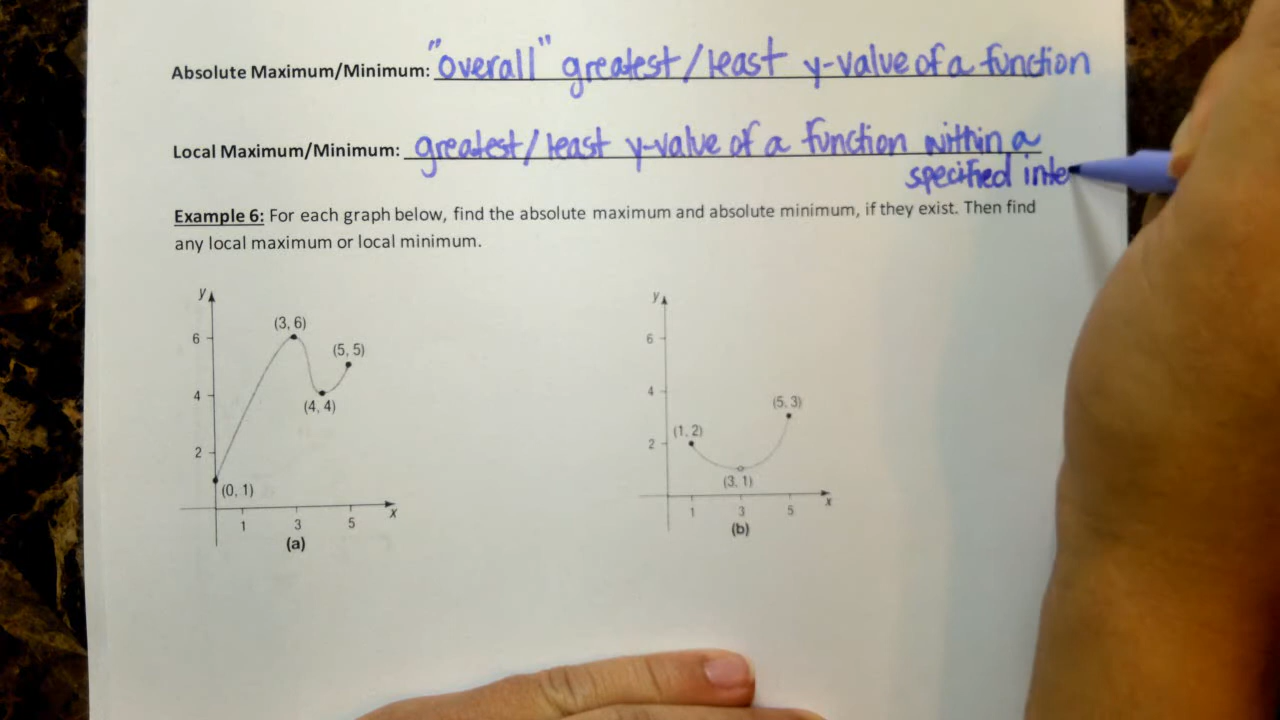 Absolute Maximum/Minimum: "overall" greatest/least y-value of a function
Local Maximum/Minimum: greatest/least y-value of a function within a
specified inte
Example 6: For each graph below, find the absolute maximum and absolute minimum, if they exist. Then find
any local maximum or local minimum.
y
6
4
2
(3, 6)
(5, 5)
(4, 4)
(0, 1)
1 3 5 x
(a)
y
6
4
2
(5, 3)
(1, 2)
(3, 1)
1 3 5 x
(b)